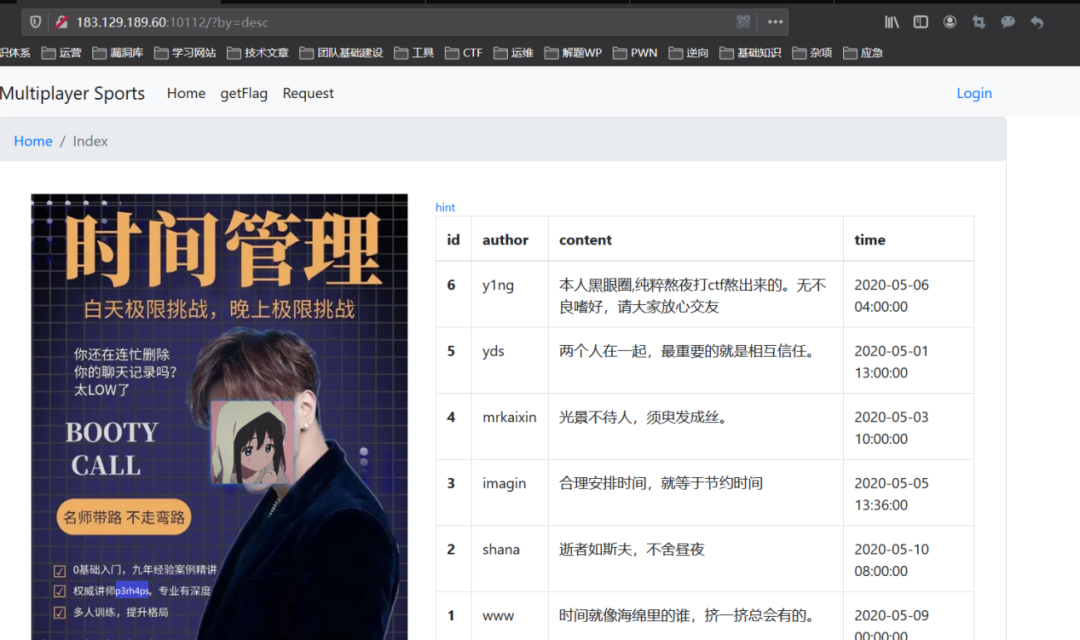 183.129.189.60:10112/?by=desc
识体系 运营 漏洞库 学习网站 技术文章 团队基础建设 工具 CTF 运维 解题WP PWN 逆向 基础知识 杂项 应急
Multiplayer Sports Home getFlag Request Login
Home / Index
时间管理
白天极限挑战，晚上极限挑战
你还在连忙删除
你的聊天记录吗？
太LOW了
BOOTY
CALL
名师带路 不走弯路
0基础入门，九年经验案例精讲
权威讲师p3rh4ps，专业有深度
多人训练，提升格局
hint
id author content time
6 y1ng 本人黑眼圈,纯粹熬夜打ctf熬出来的。无不 2020-05-06
良嗜好，请大家放心交友 04:00:00
5 yds 两个人在一起，最重要的就是相互信任。 2020-05-01
13:00:00
4 mrkaixin 光景不待人，须臾发成丝。 2020-05-03
10:00:00
3 imagin 合理安排时间，就等于节约时间 2020-05-05
13:36:00
2 shana 逝者如斯夫，不舍昼夜 2020-05-10
08:00:00
1 www 时间就像海绵里的谁，挤一挤总会有的。 2020-05-09
00:00:00